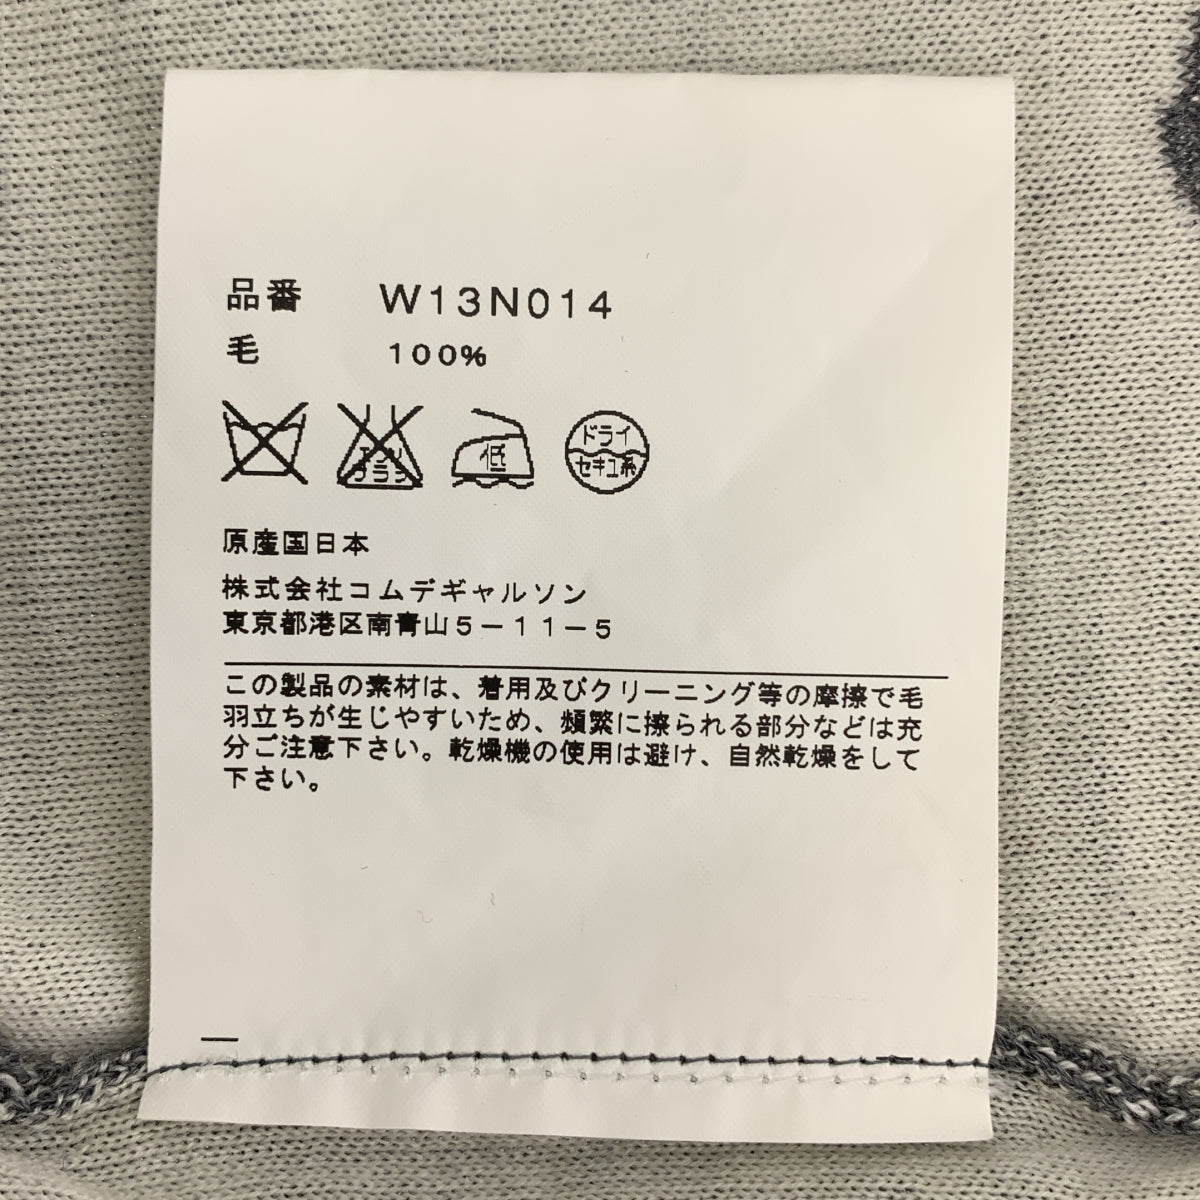 品番 W13N014
毛 100%
エンソ
サラシ
低
ドライ
セキユ系
原産国日本
株式会社コムデギャルソン
東京都港区南青山5－11－5
この製品の素材は、着用及びクリーニング等の摩擦で毛
羽立ちが生じやすいため、頻繁に擦られる部分などは充
分ご注意下さい。乾燥機の使用は避け、自然乾燥をして
下さい。